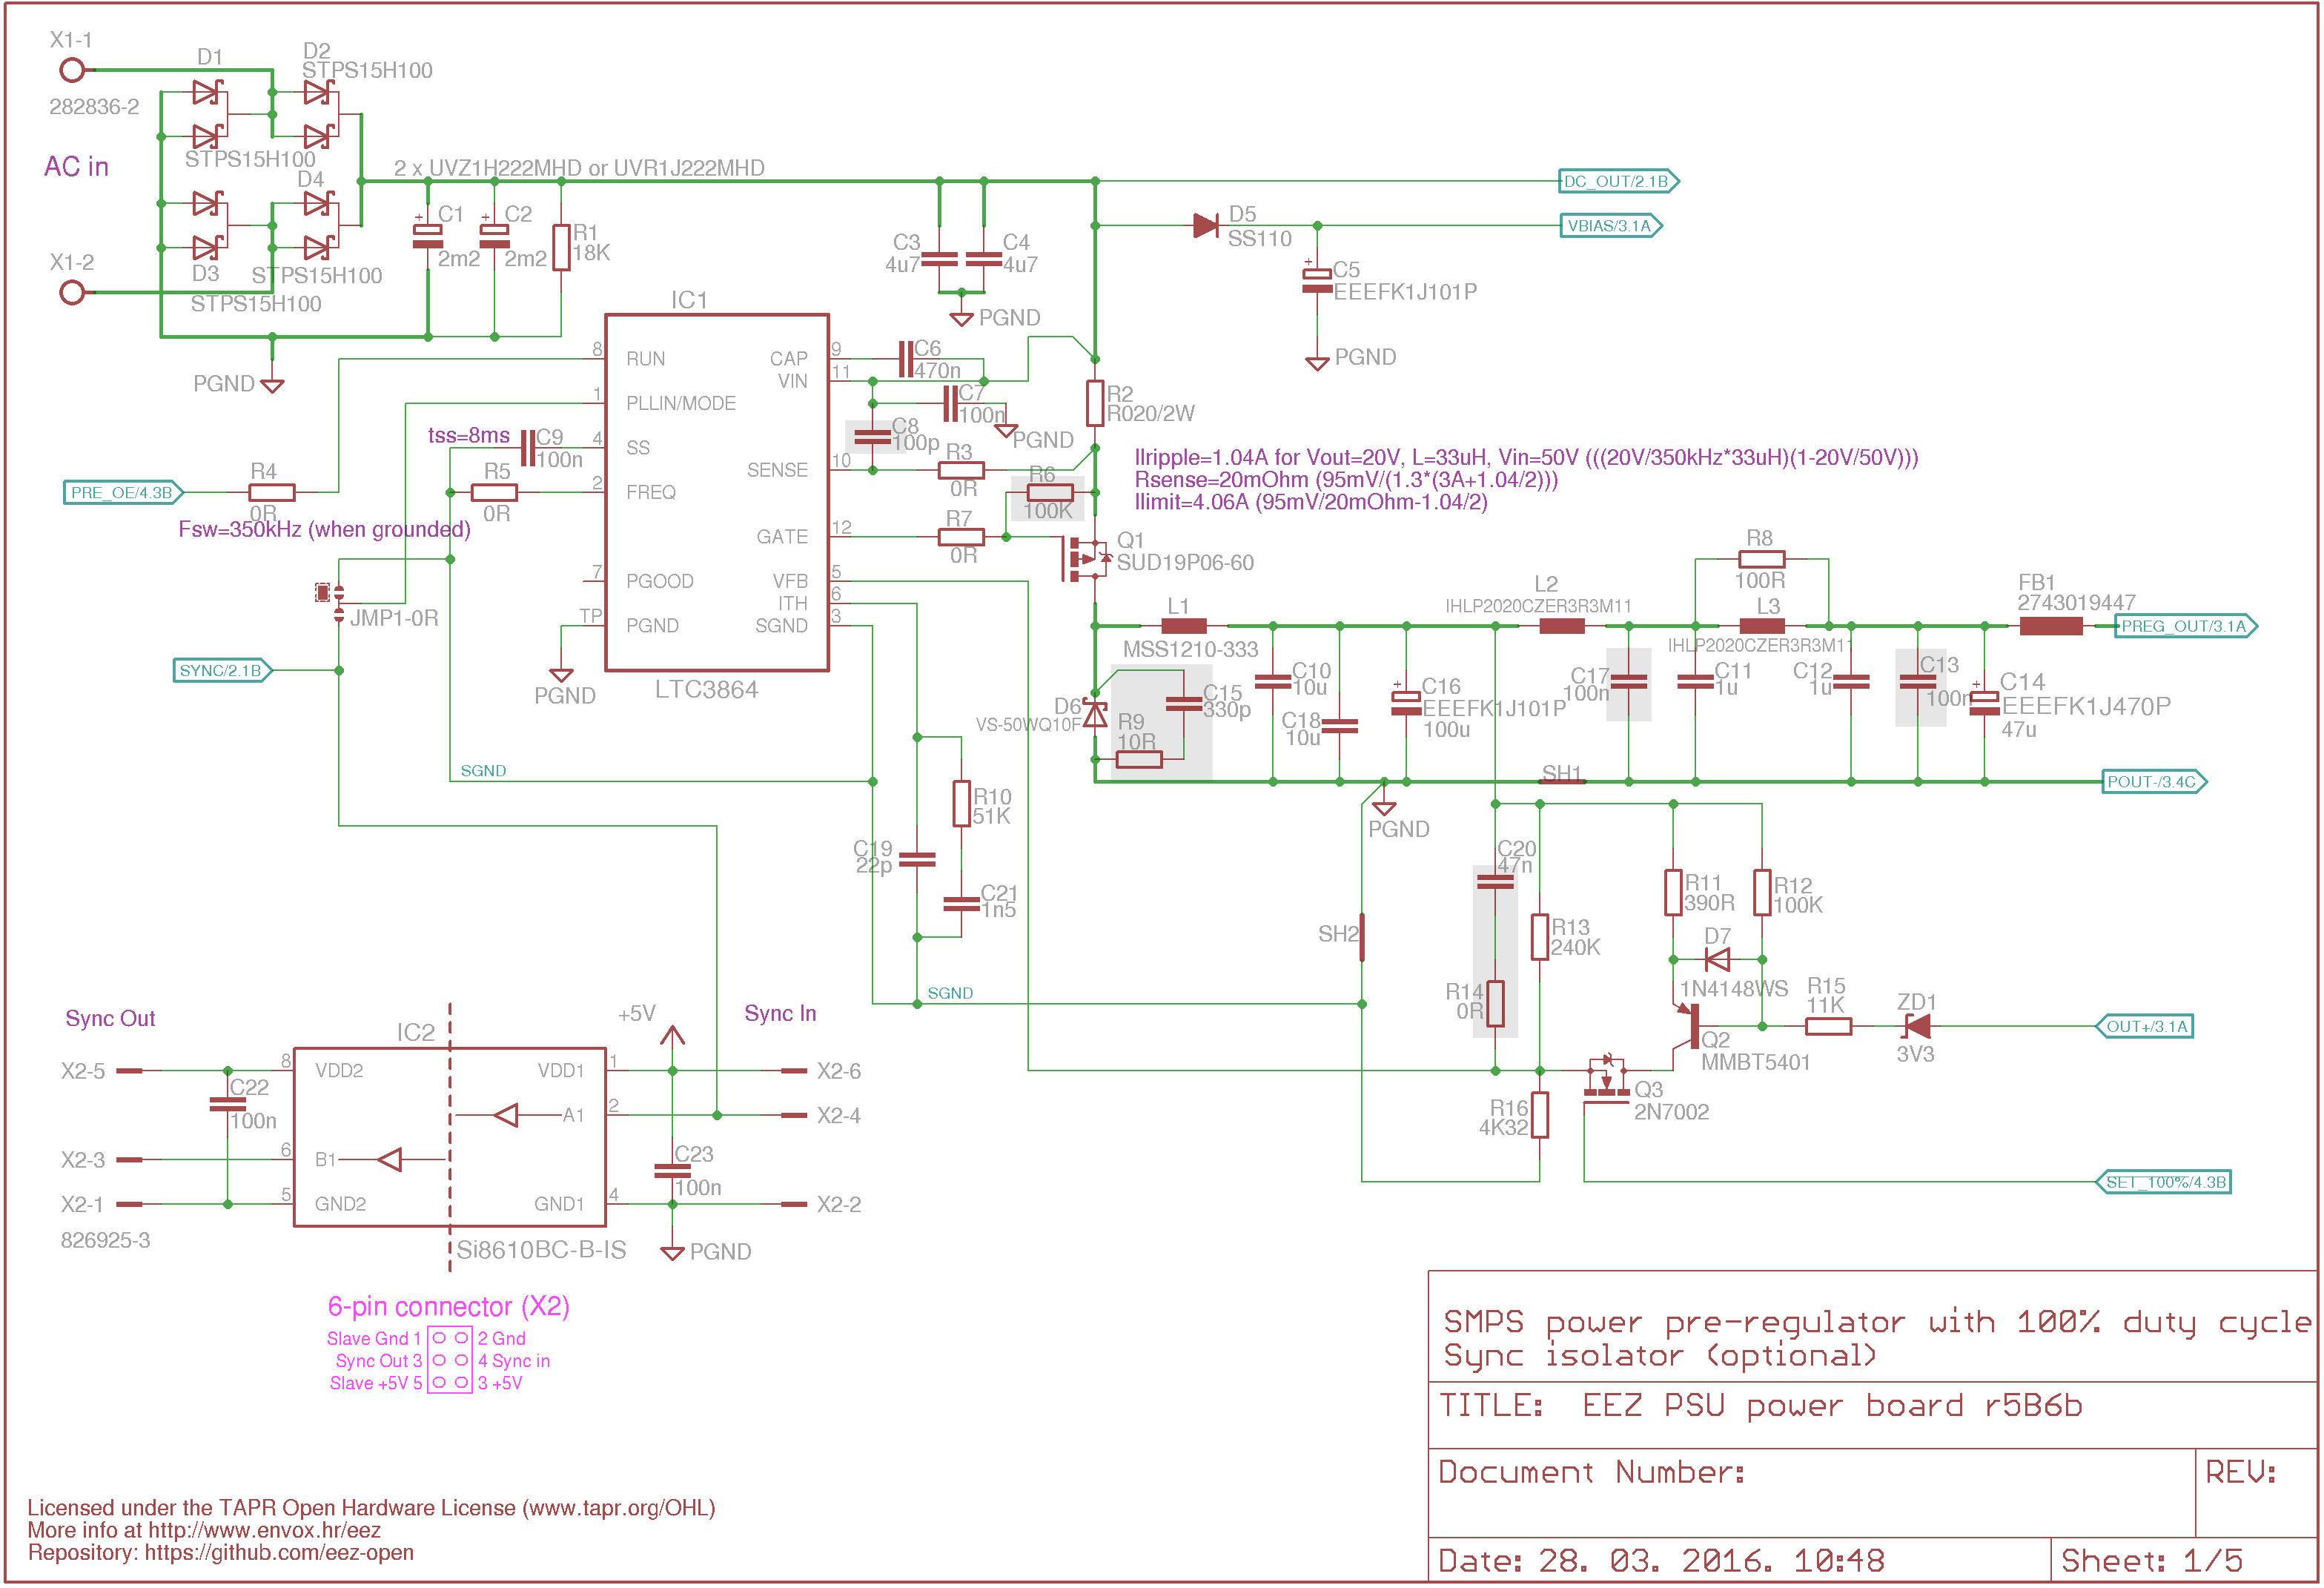 X1-1
282836-2
AC in
X1-2
D1
D2
STPS15H100
STPS15H100
D4
D3
STPS15H100
STPS15H100
PGND
2 x UVZ1H222MHD or UVR1J222MHD
C1
2m2
C2
2m2
R1
18K
C3
4u7
C4
4u7
PGND
DC_OUT/2.1B
D5
SS110
VBIAS/3.1A
C5
EEEFK1J101P
PGND
IC1
8 RUN
1 PLLIN/MODE
4 SS
2 FREQ
7 PGOOD
TP PGND
CAP 9
VIN 11
SENSE 10
GATE 12
VFB 5
ITH 6
SGND 3
LTC3864
PGND
C6
470n
C7
100n
PGND
C8
100p
R3
0R
R6
100K
R7
0R
R2
R020/2W
tss=8ms
C9
100n
R5
0R
R4
0R
PRE_OE/4.3B
Fsw=350kHz (when grounded)
JMP1-0R
SYNC/2.1B
SGND
IIripple=1.04A for Vout=20V, L=33uH, Vin=50V (((20V/350kHz*33uH)(1-20V/50V)))
Rsense=20mOhm (95mV/(1.3*(3A+1.04/2)))
Ilimit=4.06A (95mV/20mOhm-1.04/2)
Q1
SUD19P06-60
L1
MSS1210-333
D6
VS-50WQ10F
C15
330p
R9
10R
C10
10u
C18
10u
C16
EEEFK1J101P
100u
L2
IHLP2020CZER3R3M11
R8
100R
L3
IHLP2020CZER3R3M11
C17
100n
C11
1u
C12
1u
C13
100n
C14
EEEFK1J470P
47u
FB1
2743019447
PREG_OUT/3.1A
SH1
POUT-/3.4C
PGND
R10
51K
C19
22p
C21
1n5
SGND
SH2
C20
47n
R13
240K
R14
0R
R11
390R
R12
100K
D7
1N4148WS
R15
11K
ZD1
3V3
OUT+/3.1A
Q2
MMBT5401
Q3
2N7002
R16
4K32
SET_100%/4.3B
Sync Out
Sync In
+5V
IC2
X2-5
X2-3
X2-1
826925-3
C22
100n
8 VDD2
6 B1
5 GND2
VDD1 1
A1 2
GND1 4
C23
100n
X2-6
X2-4
X2-2
Si8610BC-B-IS
PGND
6-pin connector (X2)
Slave Gnd 1 2 Gnd
Sync Out 3 4 Sync in
Slave +5V 5 3 +5V
Licensed under the TAPR Open Hardware License (www.tapr.org/OHL)
More info at http://www.envox.hr/eez
Repository: https://github.com/eez-open
SMPS power pre-regulator with 100% duty cycle
Sync isolator (optional)
TITLE: EEZ PSU power board r5B6b
Document Number:
REV:
Date: 28. 03. 2016. 10:48
Sheet: 1/5